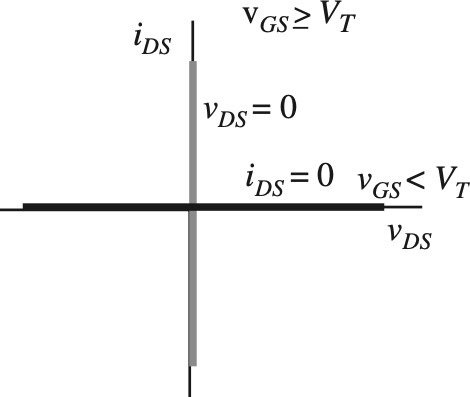 v_GS ≥ V_T
i_DS
v_DS = 0
i_DS = 0
v_GS < V_T
v_DS